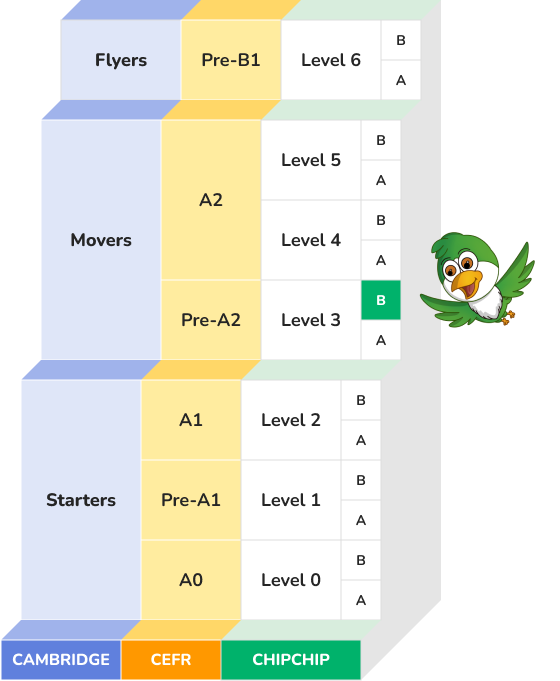 B
Flyers Pre-B1 Level 6
A
B
Level 5
A
A2
B
Movers Level 4
A
B
Pre-A2 Level 3
A
B
A1 Level 2
A
B
Starters Pre-A1 Level 1
A
B
A0 Level 0
A
CAMBRIDGE CEFR CHIPCHIP